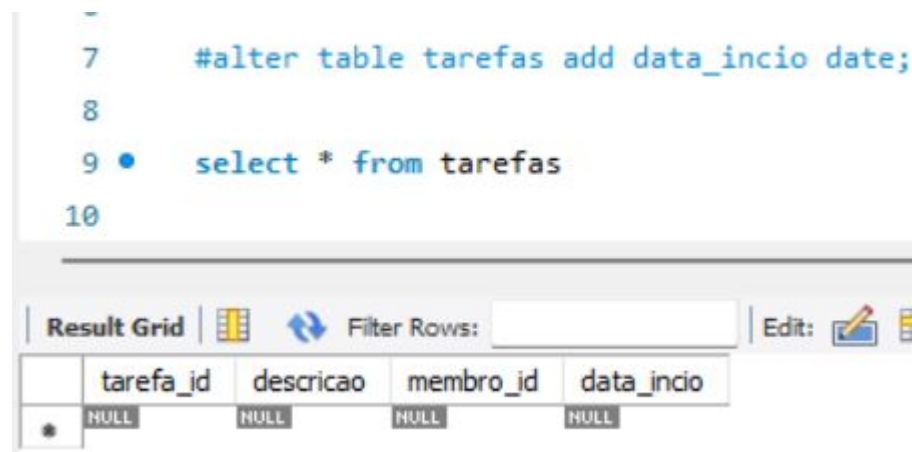 7 #alter table tarefas add data_incio date;
8
9 select * from tarefas
10
Result Grid Filter Rows: Edit:
tarefa_id descricao membro_id data_incio
* NULL NULL NULL NULL